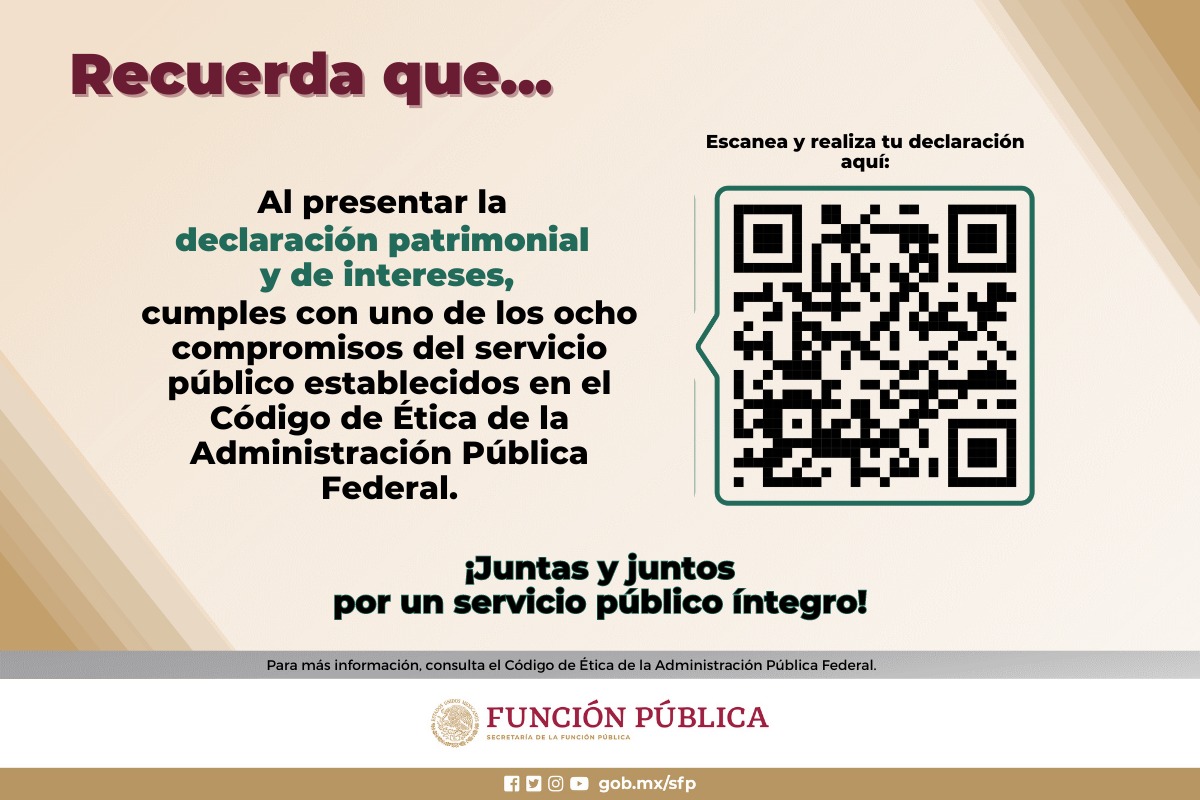 Recuerda que...
Escanea y realiza tu declaración
aquí:
Al presentar la
declaración patrimonial
y de intereses,
cumples con uno de los ocho
compromisos del servicio
público establecidos en el
Código de Ética de la
Administración Pública
Federal.
¡Juntas y juntos
por un servicio público íntegro!
Para más información, consulta el Código de Ética de la Administración Pública Federal.
FUNCIÓN PÚBLICA
SECRETARÍA DE LA FUNCIÓN PÚBLICA
gob.mx/sfp